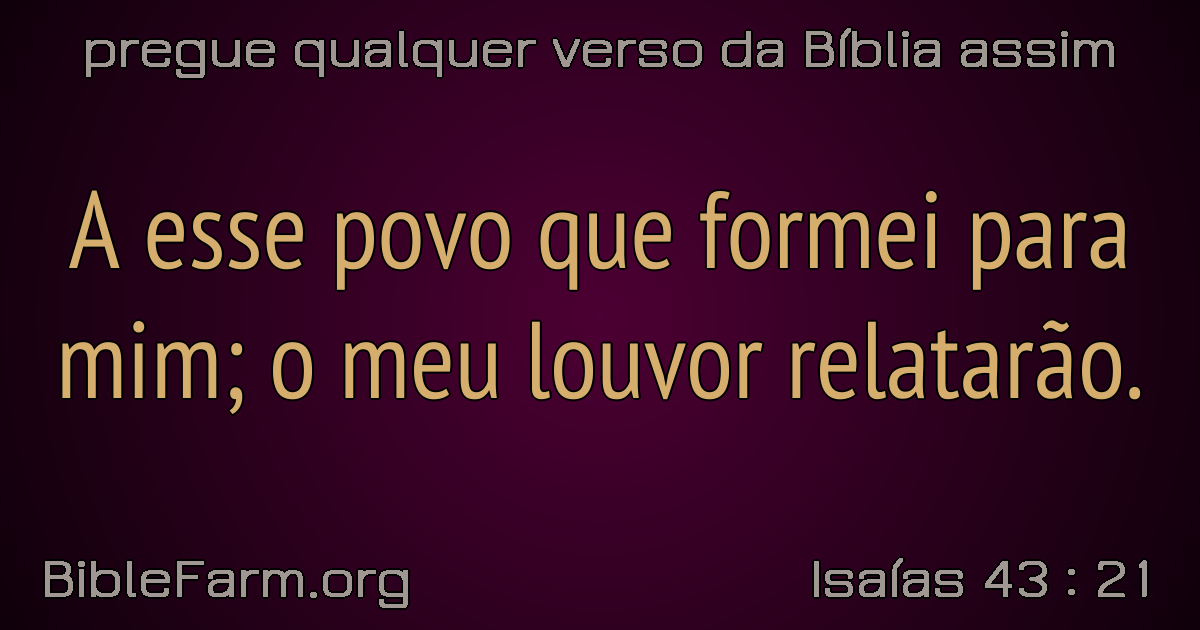 pregue qualquer verso da Bíblia assim
A esse povo que formei para
mim; o meu louvor relatarão.
BibleFarm.org
Isaías 43 : 21